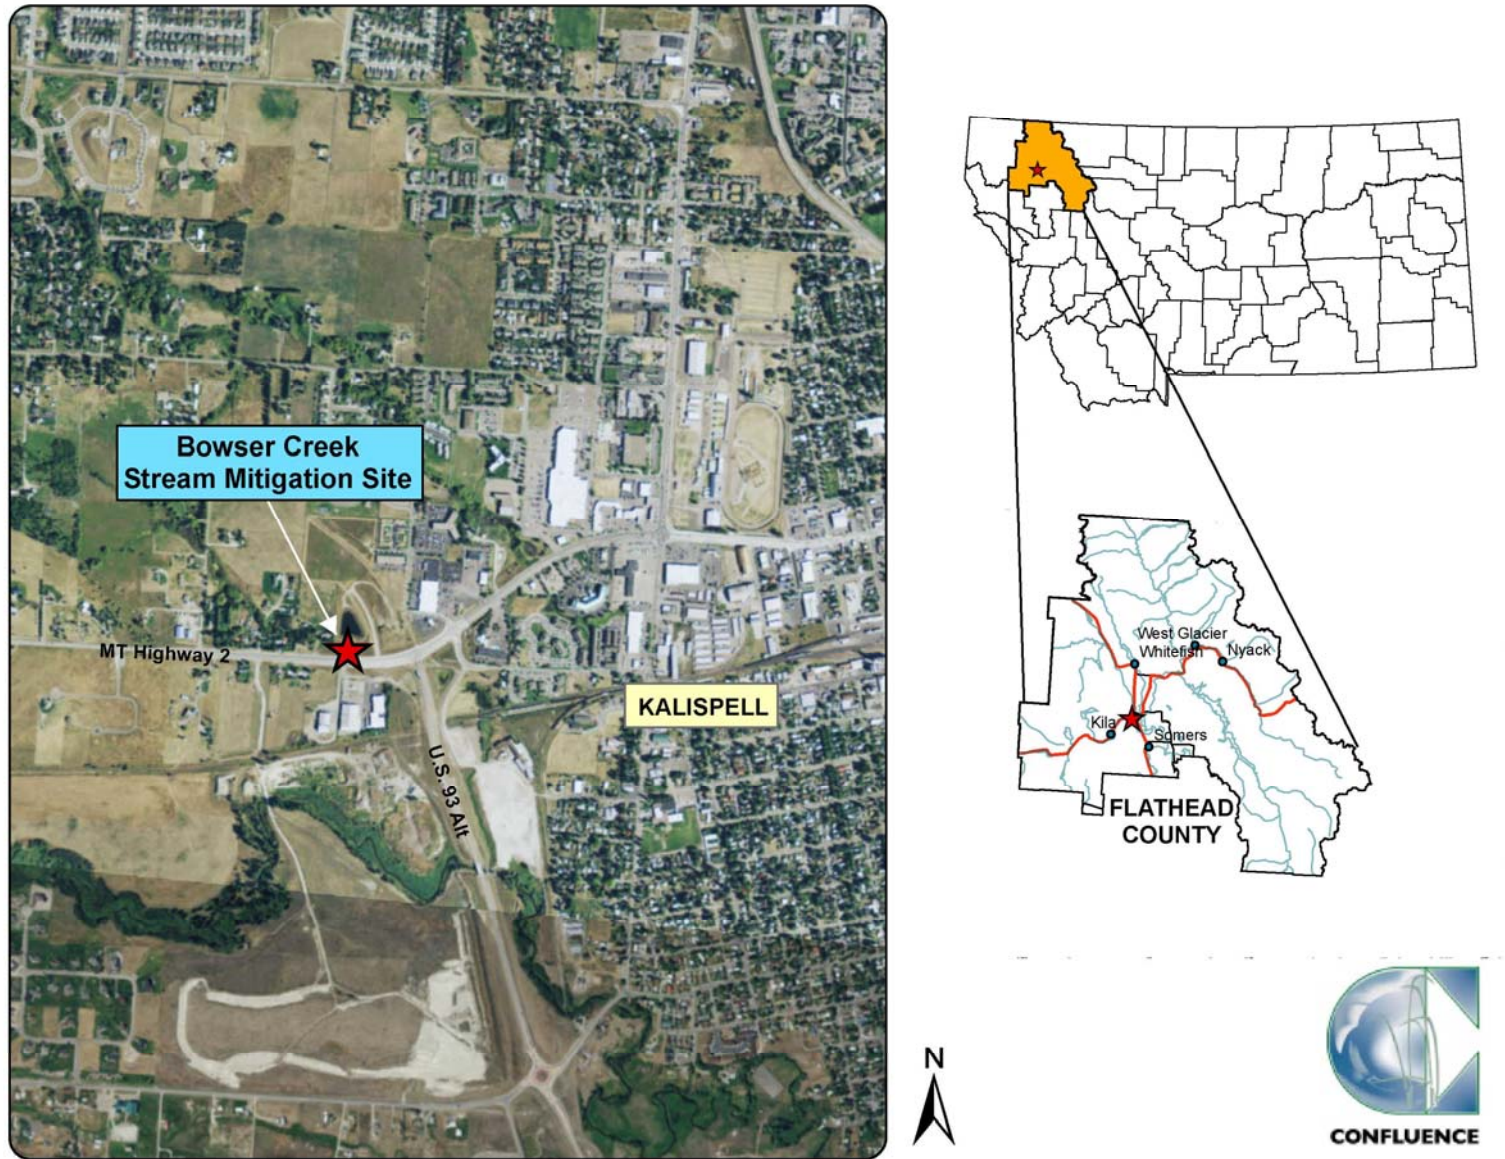 Bowser Creek
Stream Mitigation Site
MT Highway 2
KALISPELL
U.S. 93 Alt
West Glacier
Whitefish
Nyack
Kila
Somers
FLATHEAD
COUNTY
N
CONFLUENCE